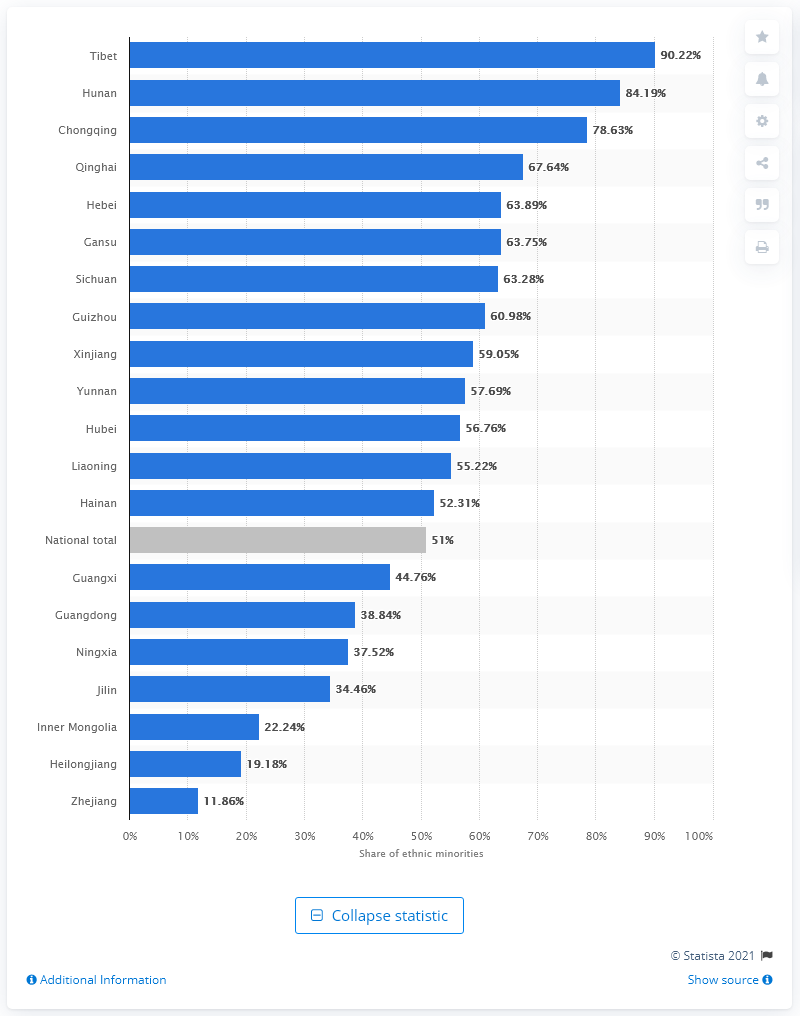 Tibet 90.22%
Hunan 84.19%
Chongqing 78.63%
Qinghai 67.64%
Hebei 63.89%
Gansu 63.75%
Sichuan 63.28%
Guizhou 60.98%
Xinjiang 59.05%
Yunnan 57.69%
Hubei 56.76%
Liaoning 55.22%
Hainan 52.31%
National total 51%
Guangxi 44.76%
Guangdong 38.84%
Ningxia 37.52%
Jilin 34.46%
Inner Mongolia 22.24%
Heilongjiang 19.18%
Zhejiang 11.86%
0% 10% 20% 30% 40% 50% 60% 70% 80% 90% 100%
Share of ethnic minorities
Collapse statistic
© Statista 2021
Additional Information Show source